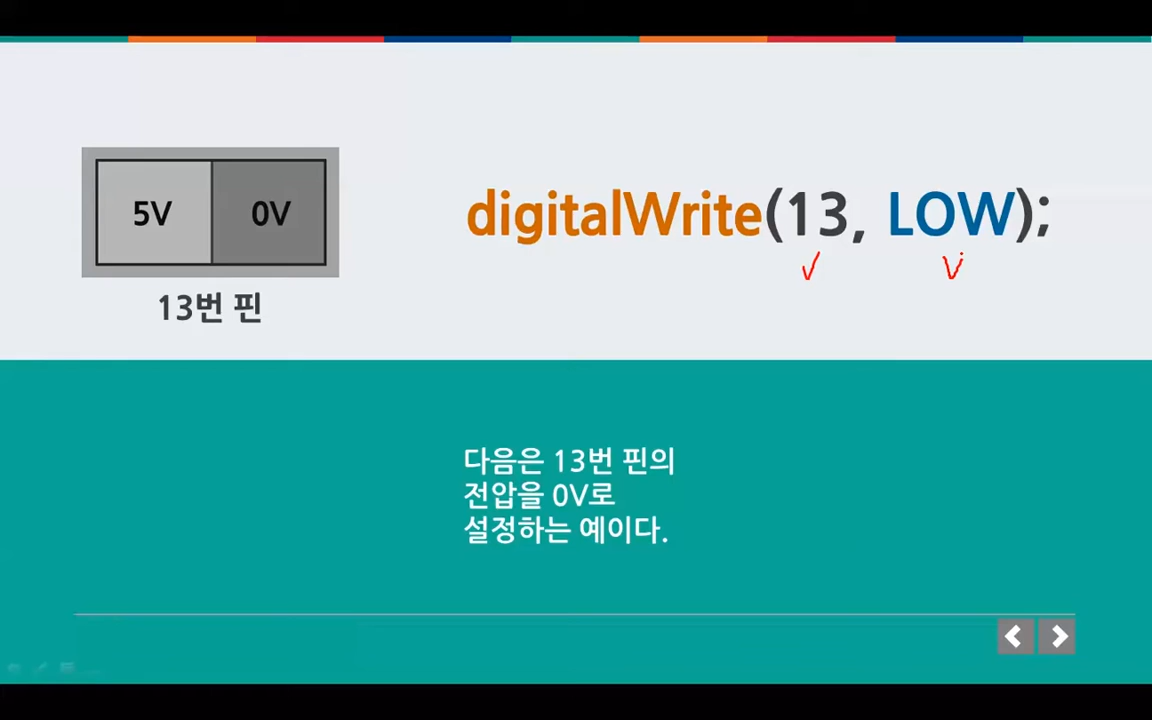 5V 0V
digitalWrite(13, LOW);
13번 핀
다음은 13번 핀의
전압을 0V로
설정하는 예이다.